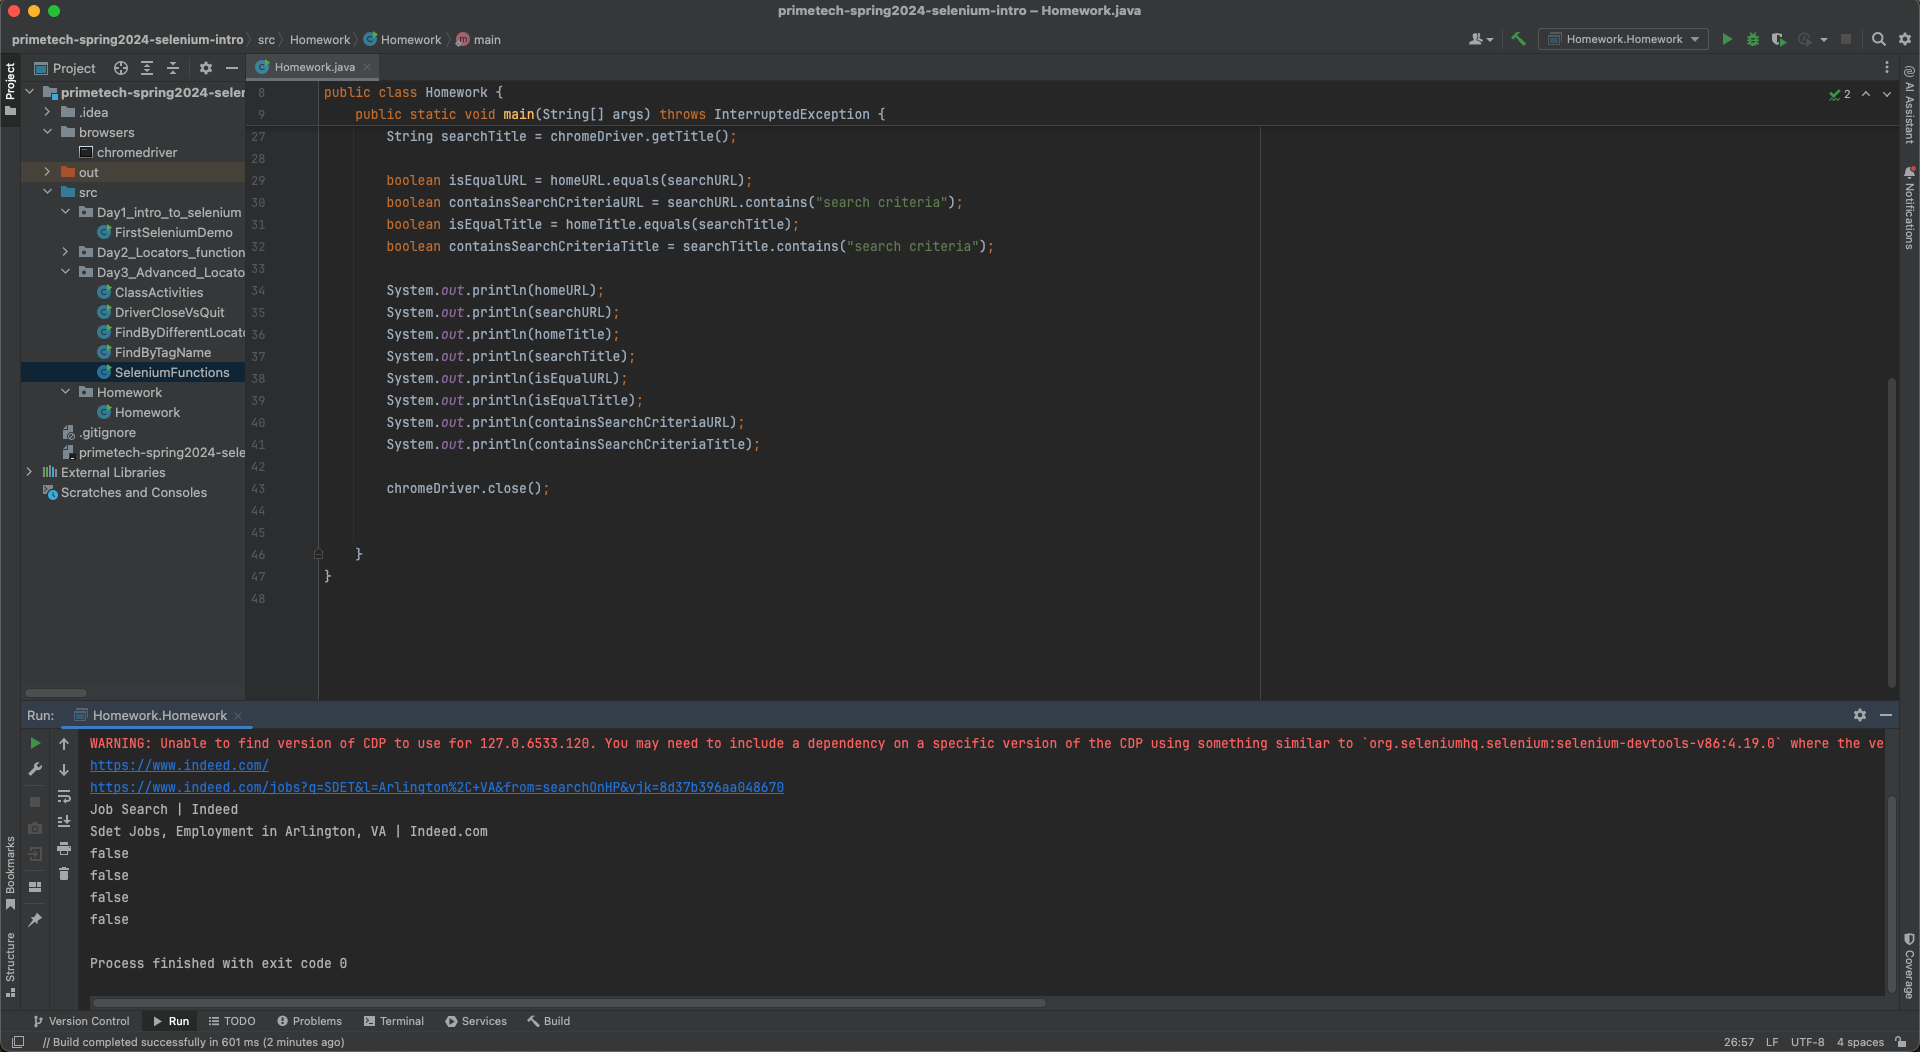 primetech-spring2024-selenium-intro – Homework.java
primetech-spring2024-selenium-intro src Homework Homework main
Homework.Homework
Project
Homework.java
Project
primetech-spring2024-seler
.idea
browsers
chromedriver
out
src
Day1_intro_to_selenium
FirstSeleniumDemo
Day2_Locators_function
Day3_Advanced_Locato
ClassActivities
DriverCloseVsQuit
FindByDifferentLocato
FindByTagName
SeleniumFunctions
Homework
Homework
.gitignore
primetech-spring2024-sele
External Libraries
Scratches and Consoles
8 public class Homework {
2
9 public static void main(String[] args) throws InterruptedException {
27 String searchTitle = chromeDriver.getTitle();
28
29 boolean isEqualURL = homeURL.equals(searchURL);
30 boolean containsSearchCriteriaURL = searchURL.contains("search criteria");
31 boolean isEqualTitle = homeTitle.equals(searchTitle);
32 boolean containsSearchCriteriaTitle = searchTitle.contains("search criteria");
33
34 System.out.println(homeURL);
35 System.out.println(searchURL);
36 System.out.println(homeTitle);
37 System.out.println(searchTitle);
38 System.out.println(isEqualURL);
39 System.out.println(isEqualTitle);
40 System.out.println(containsSearchCriteriaURL);
41 System.out.println(containsSearchCriteriaTitle);
42
43 chromeDriver.close();
44
45
46 }
47 }
48
AI Assistant
Notifications
Run: Homework.Homework
WARNING: Unable to find version of CDP to use for 127.0.6533.120. You may need to include a dependency on a specific version of the CDP using something similar to `org.seleniumhq.selenium:selenium-devtools-v86:4.19.0` where the ve
https://www.indeed.com/
https://www.indeed.com/jobs?q=SDET&l=Arlington%2C+VA&from=searchOnHP&vjk=8d37b396aa048670
Job Search | Indeed
Sdet Jobs, Employment in Arlington, VA | Indeed.com
false
false
false
false
Process finished with exit code 0
Bookmarks
Structure
Coverage
Version Control Run TODO Problems Terminal Services Build
// Build completed successfully in 601 ms (2 minutes ago)
26:57 LF UTF-8 4 spaces